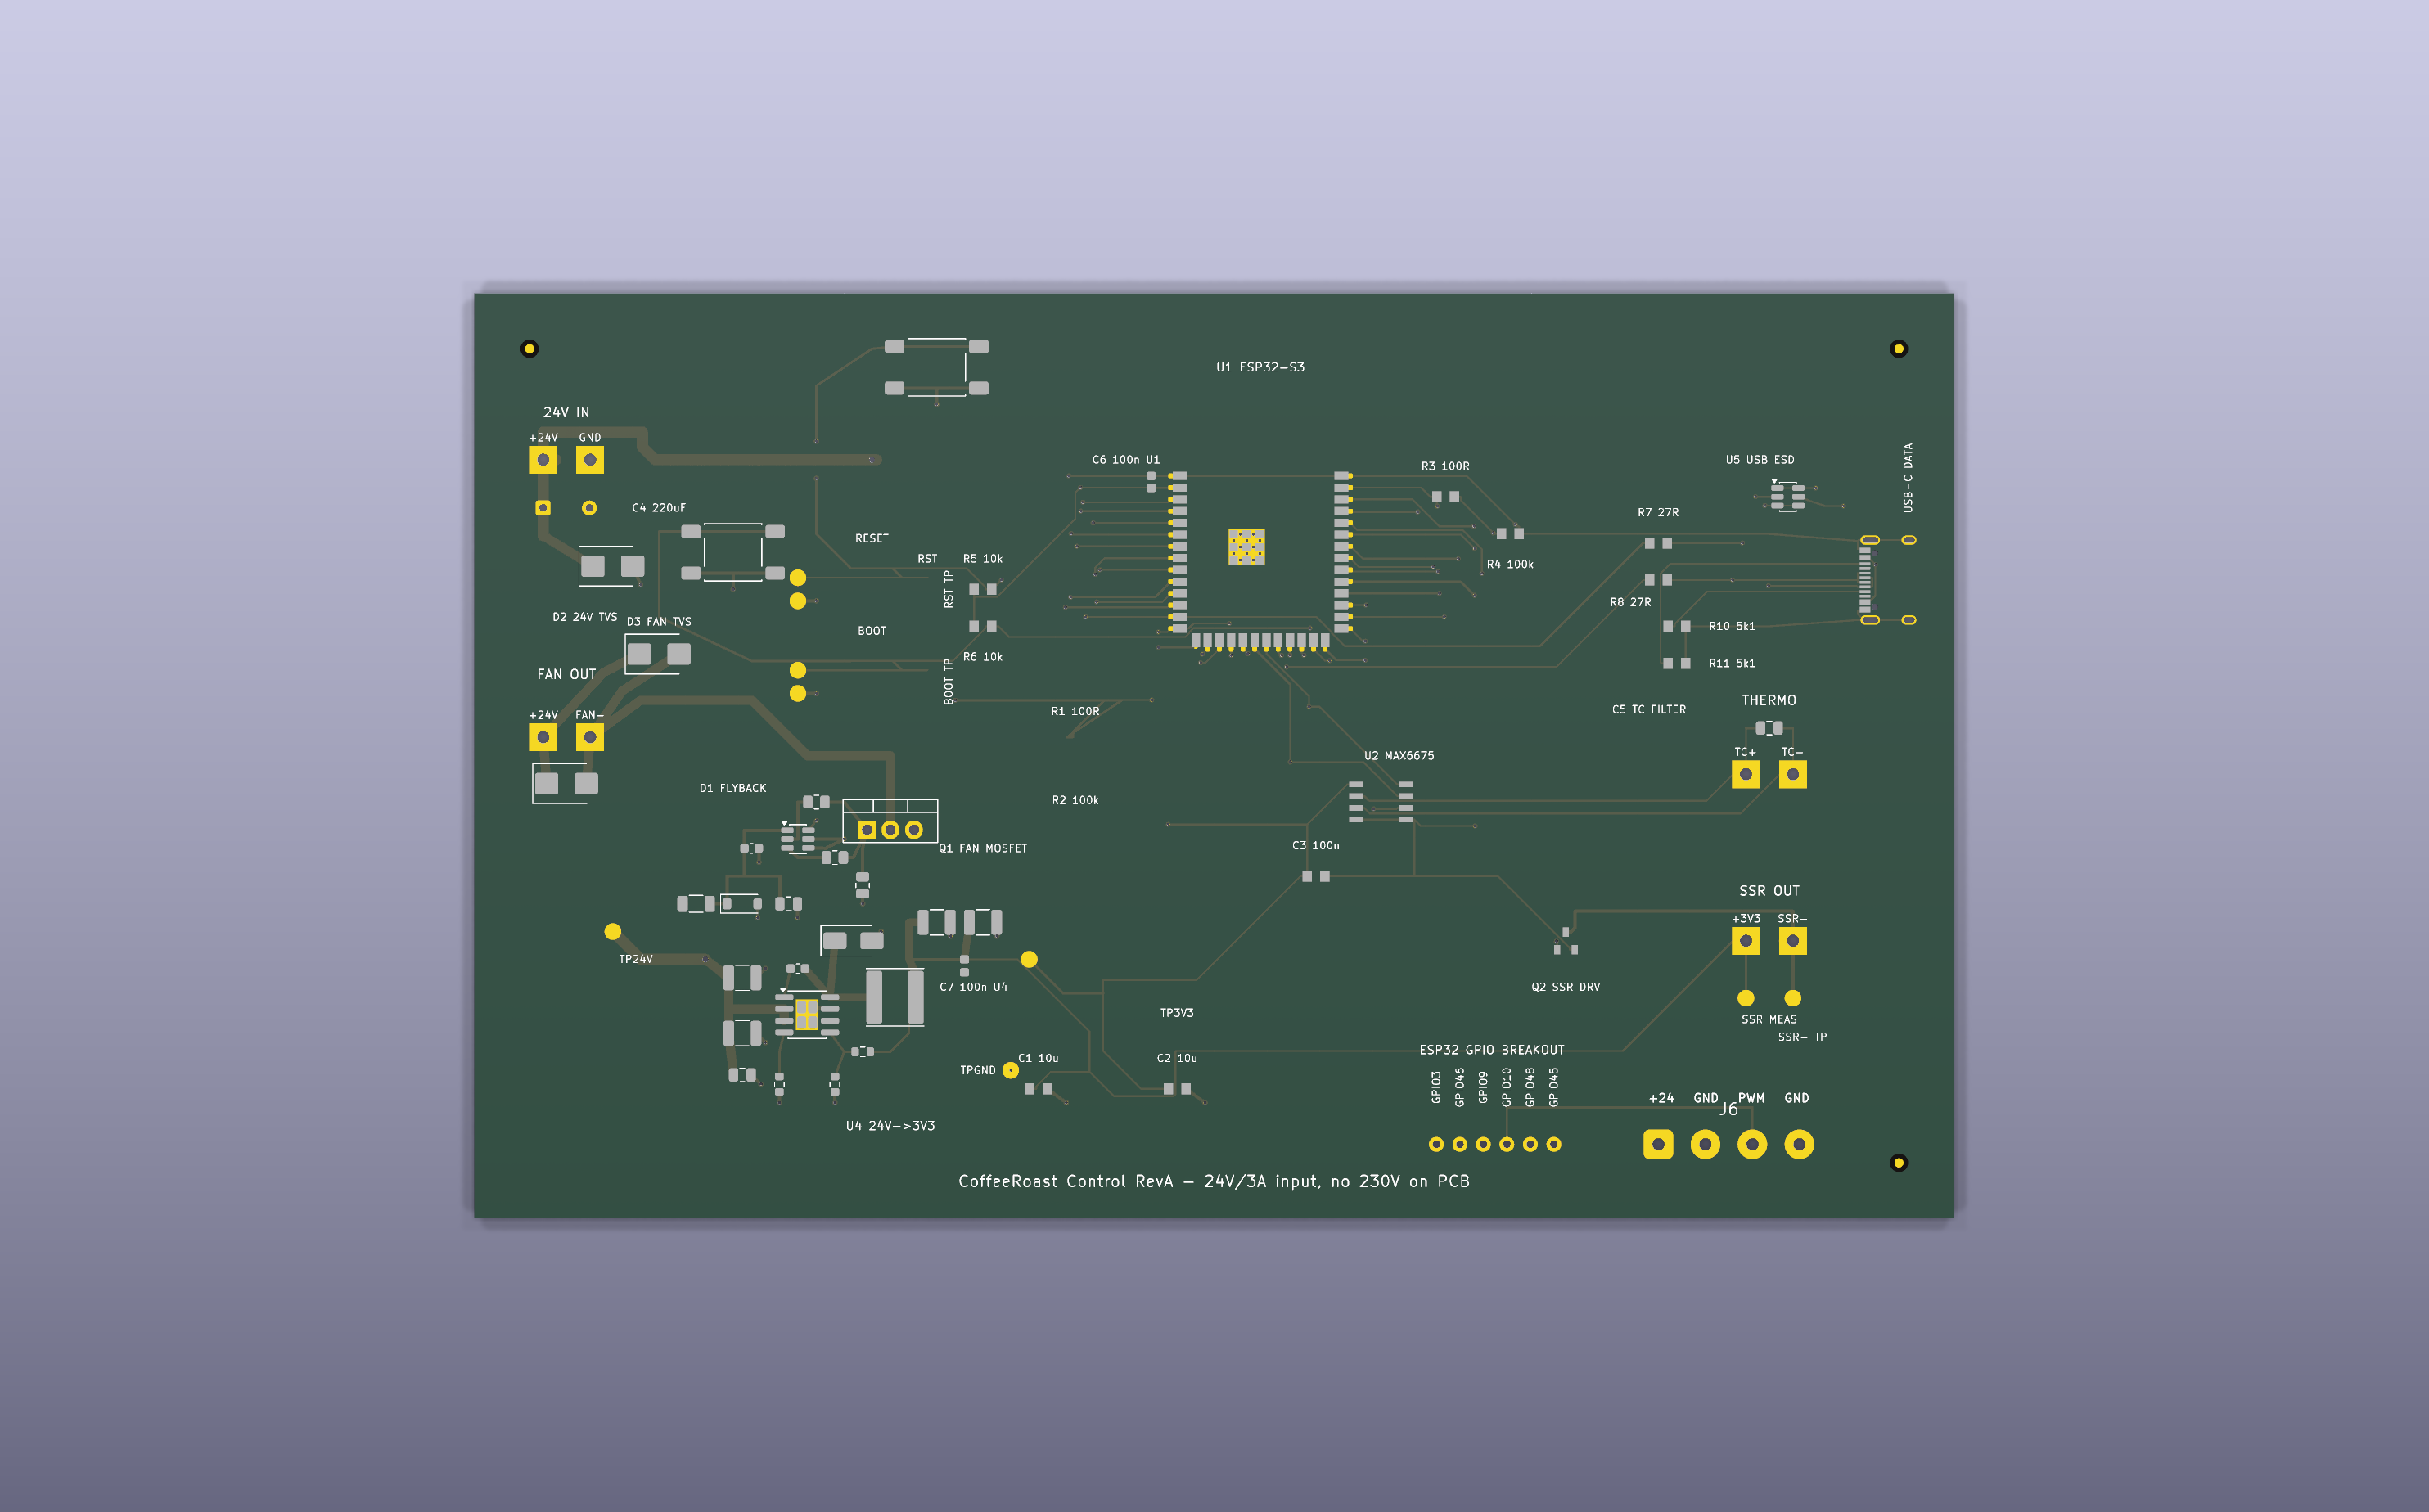 U1 ESP32-S3
24V IN
+24V GND
C6 100n U1
R3 100R
U5 USB ESD
USB-C DATA
C4 220uF
R7 27R
RESET
RST
R5 10k
R4 100k
RST TP
R8 27R
D2 24V TVS
D3 FAN TVS
BOOT
R10 5k1
R6 10k
R11 5k1
FAN OUT
BOOT TP
THERMO
+24V FAN-
R1 100R
C5 TC FILTER
TC+ TC-
U2 MAX6675
D1 FLYBACK
R2 100k
Q1 FAN MOSFET
C3 100n
SSR OUT
+3V3 SSR-
TP24V
C7 100n U4
Q2 SSR DRV
TP3V3
SSR MEAS
SSR- TP
ESP32 GPIO BREAKOUT
C1 10u
C2 10u
TPGND
GPIO3
GPIO46
GPIO9
GPIO10
GPIO48
GPIO45
+24 GND PWM GND
J6
U4 24V->3V3
CoffeeRoast Control RevA - 24V/3A input, no 230V on PCB